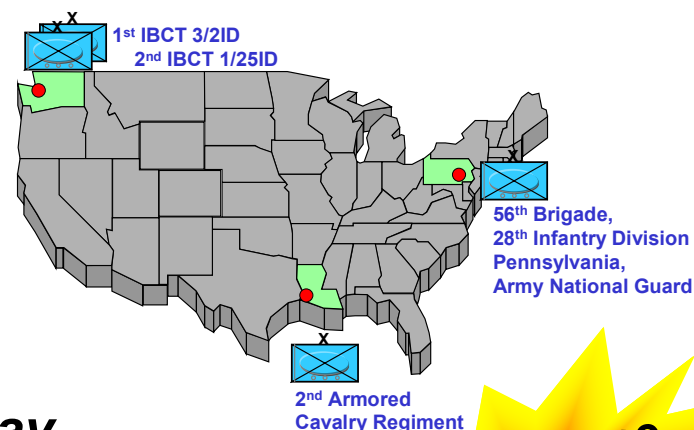 X
X
1st IBCT 3/2ID
2nd IBCT 1/25ID
X
56th Brigade,
28th Infantry Division
Pennsylvania,
Army National Guard
X
2nd Armored
Cavalry Regiment